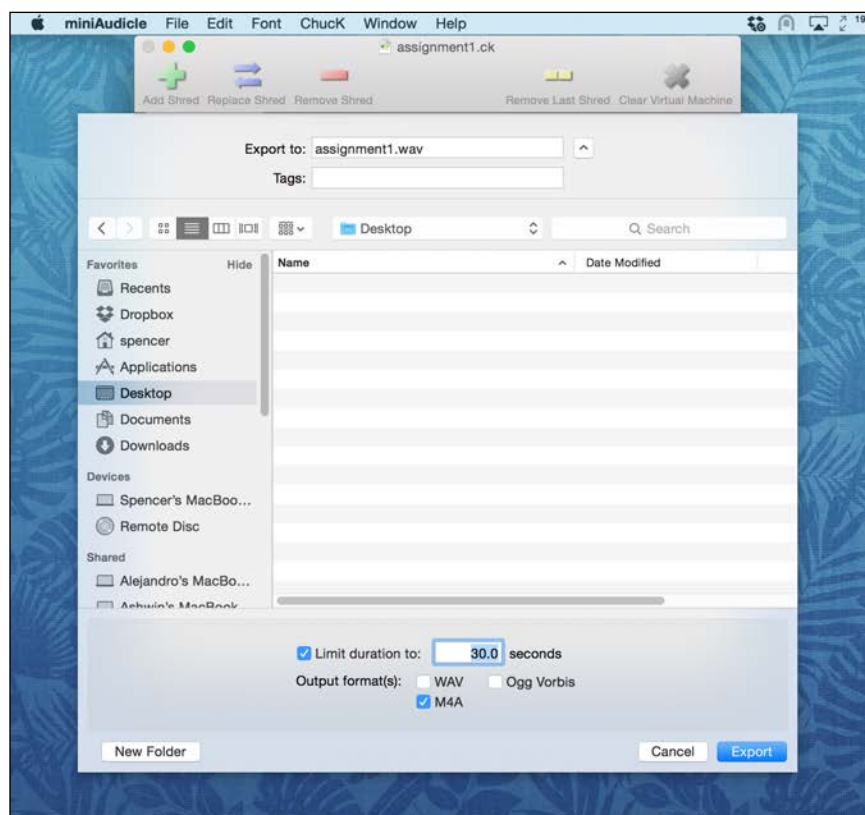 miniAudicle File Edit Font ChucK Window Help 19
assignment1.ck
Add Shred Replace Shred Remove Shred Remove Last Shred Clear Virtual Machine
Export to: assignment1.wav
Tags:
Desktop Search
Favorites Hide Name Date Modified
Recents
Dropbox
spencer
Applications
Desktop
Documents
Downloads
Devices
Spencer's MacBoo...
Remote Disc
Shared
Alejandro's MacBo...
Ashwin's MacBook
Limit duration to: 30.0 seconds
Output format(s): WAV Ogg Vorbis
M4A
New Folder Cancel Export